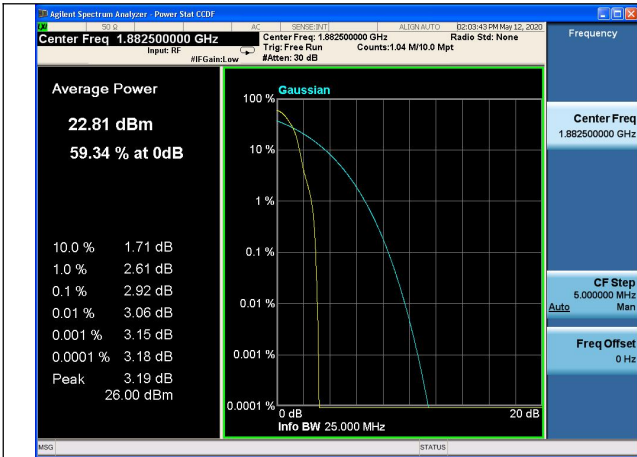 Agilent Spectrum Analyzer - Power Stat CCDF
50 Ω AC SENSE:INT ALIGN AUTO 02:03:43 PM May 12, 2020
Center Freq 1.882500000 GHz
Center Freq: 1.882500000 GHz Radio Std: None
Input: RF Trig: Free Run Counts:1.04 M/10.0 Mpt
#IFGain:Low #Atten: 30 dB
Frequency
Average Power
22.81 dBm
59.34 % at 0dB
10.0 % 1.71 dB
1.0 % 2.61 dB
0.1 % 2.92 dB
0.01 % 3.06 dB
0.001 % 3.15 dB
0.0001 % 3.18 dB
Peak 3.19 dB
26.00 dBm
Gaussian
100 %
10 %
1 %
0.1 %
0.01 %
0.001 %
0.0001 %
0 dB 20 dB
Info BW 25.000 MHz
Center Freq
1.882500000 GHz
CF Step
5.000000 MHz
Auto Man
Freq Offset
0 Hz
MSG STATUS